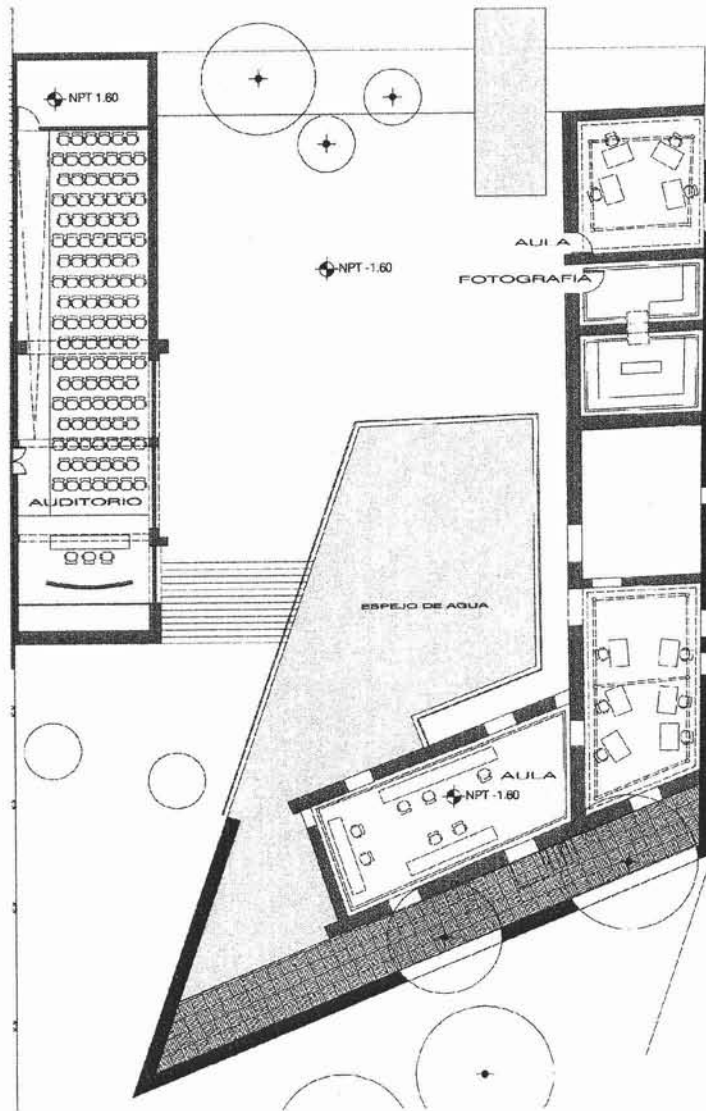 NPT 1.60
AULA
FOTOGRAFIA
NPT -1.60
AUDITORIO
ESPEJO DE AGUA
AULA
NPT -1.60